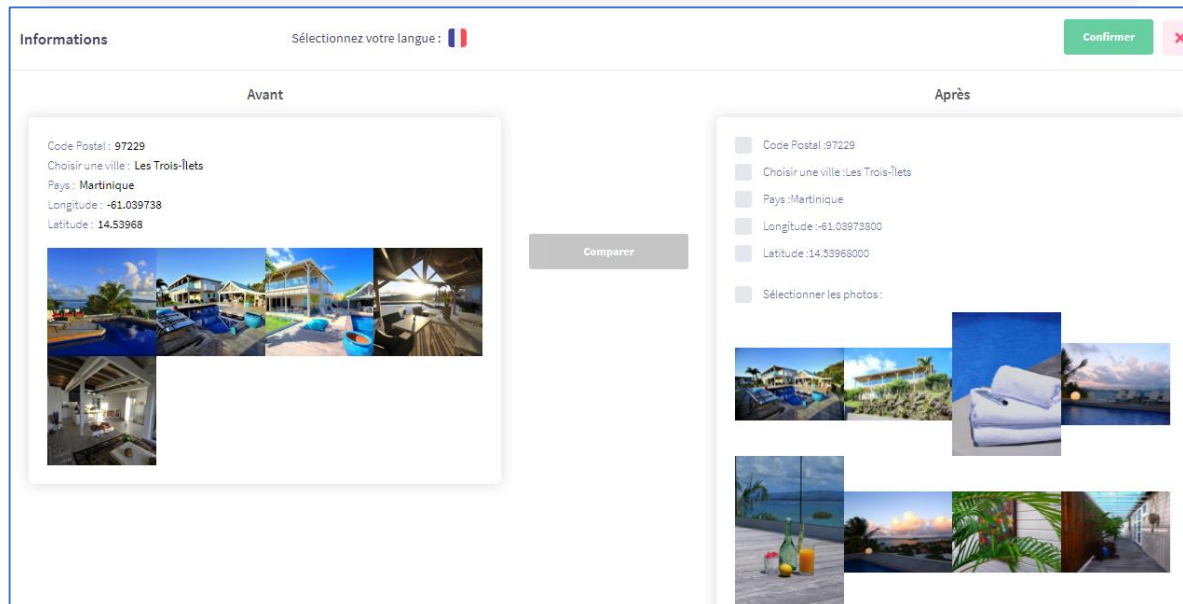 Informations
Sélectionnez votre langue :
Confirmer
Avant
Code Postal : 97229
Choisir une ville : Les Trois-Îlets
Pays : Martinique
Longitude : -61.039738
Latitude : 14.53968
Comparer
Après
Code Postal :97229
Choisir une ville :Les Trois-Îlets
Pays :Martinique
Longitude :-61.03973800
Latitude :14.53968000
Sélectionner les photos :